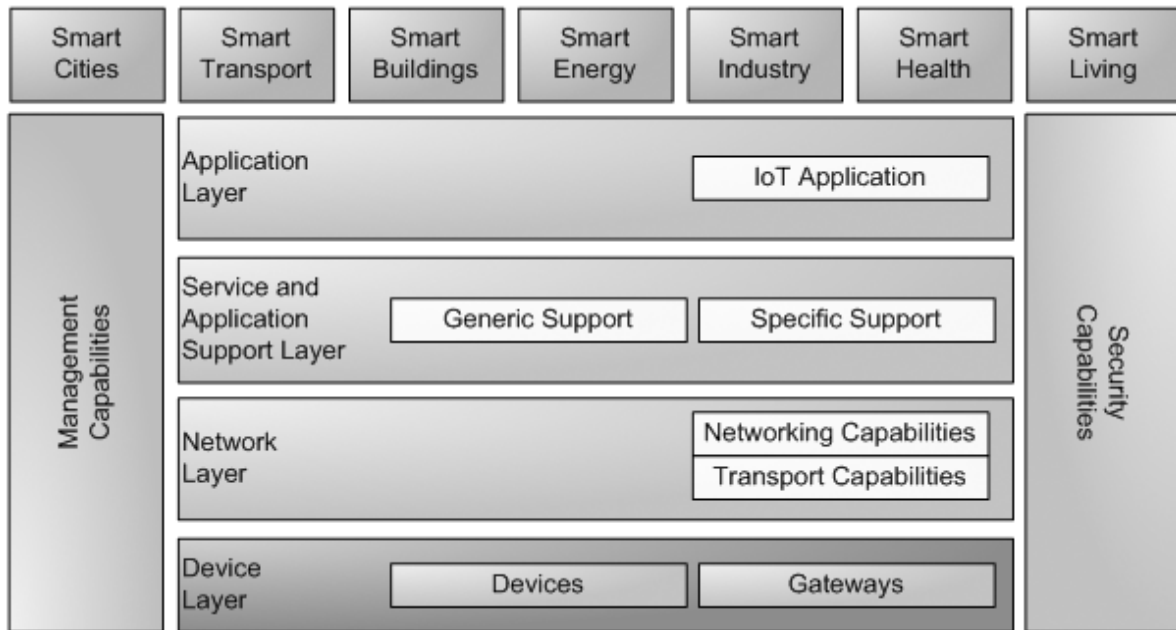 Smart
Cities
Smart
Transport
Smart
Buildings
Smart
Energy
Smart
Industry
Smart
Health
Smart
Living
Management
Capabilities
Application
Layer
IoT Application
Service and
Application
Support Layer
Generic Support
Specific Support
Network
Layer
Networking Capabilities
Transport Capabilities
Device
Layer
Devices
Gateways
Security
Capabilities